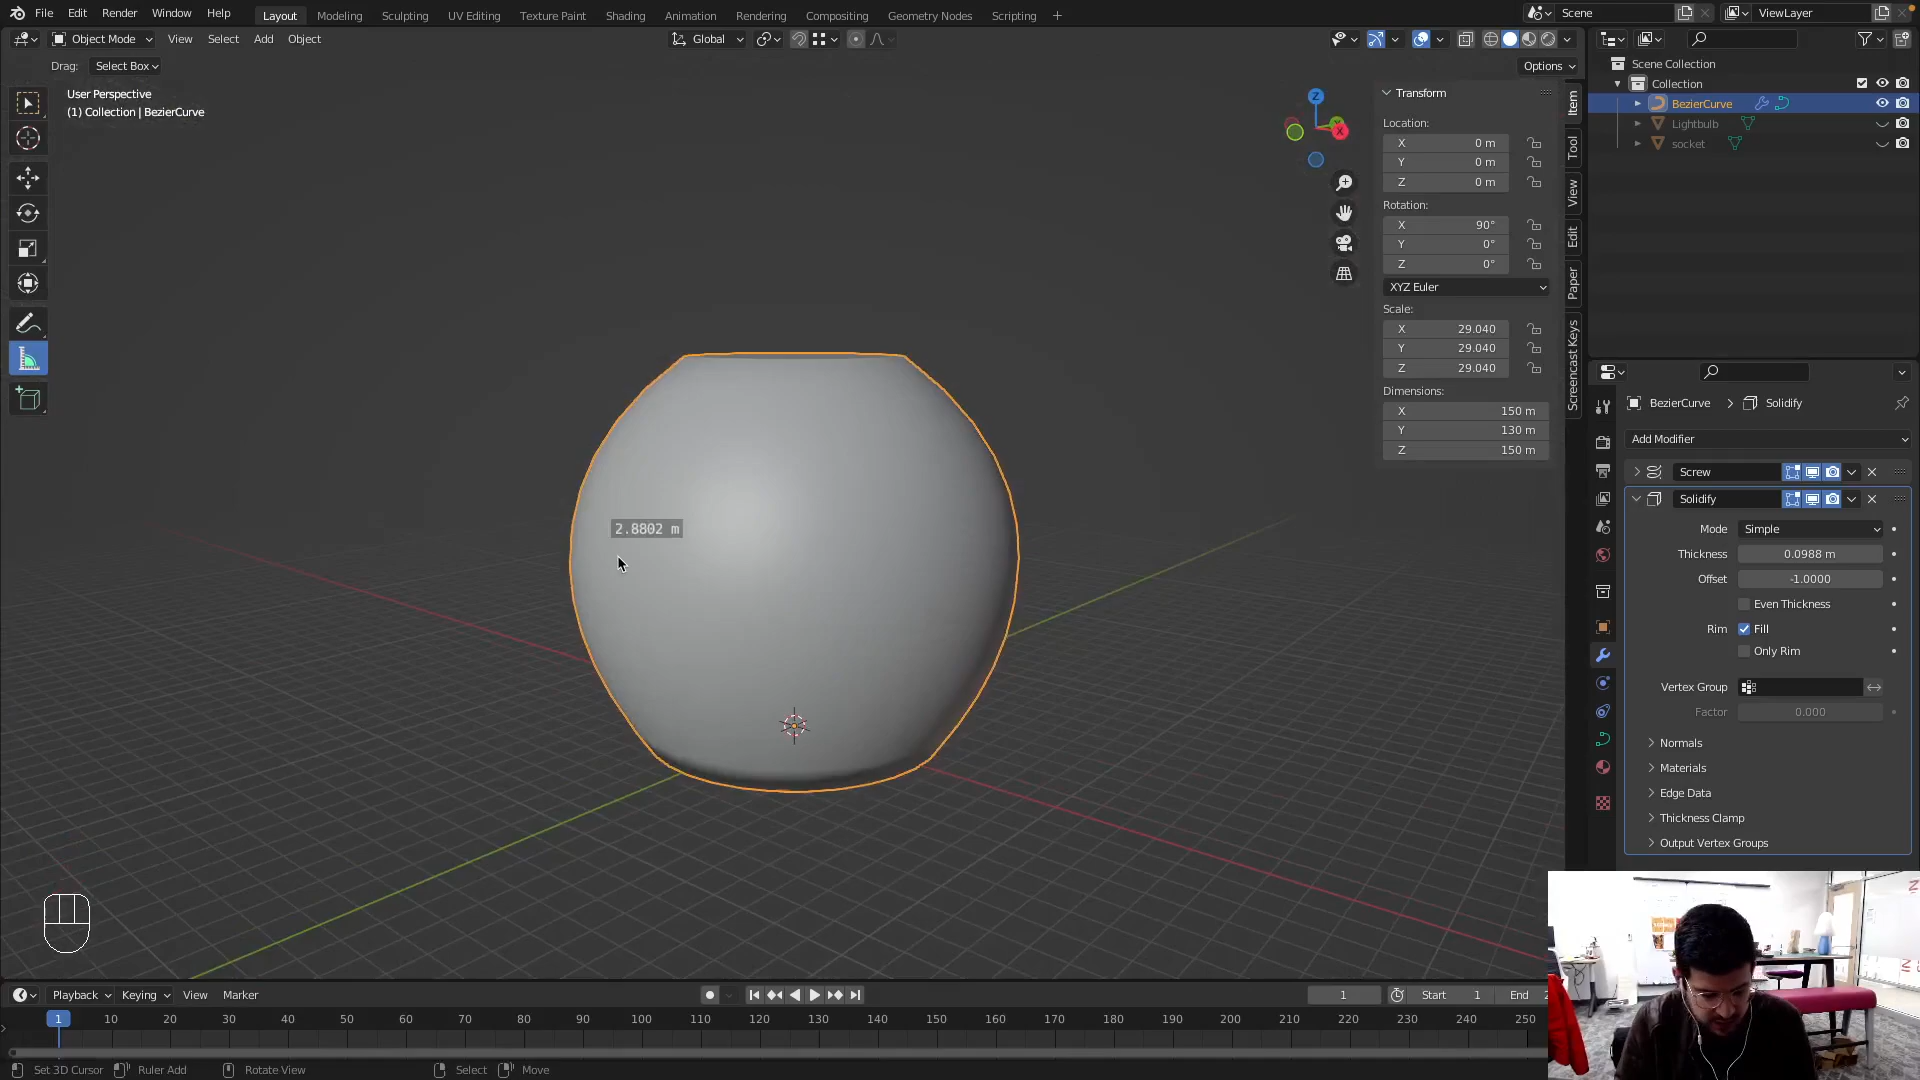 File Edit Render Window Help Layout Modeling Sculpting UV Editing Texture Paint Shading Animation Rendering Compositing Geometry Nodes Scripting + Scene ViewLayer
Object Mode View Select Add Object Global
Drag: Select Box Options
User Perspective
(1) Collection | BezierCurve
2.8802 m
Z
X
Transform
Location:
X 0 m
Y 0 m
Z 0 m
Rotation:
X 90°
Y 0°
Z 0°
XYZ Euler
Scale:
X 29.040
Y 29.040
Z 29.040
Dimensions:
X 150 m
Y 130 m
Z 150 m
Item
Tool
View
Edit
Paper
Screencast Keys
Scene Collection
Collection
BezierCurve
Lightbulb
socket
BezierCurve > Solidify
Add Modifier
Screw
Solidify
Mode Simple
Thickness 0.0988 m
Offset -1.0000
Even Thickness
Rim Fill
Only Rim
Vertex Group
Factor 0.000
Normals
Materials
Edge Data
Thickness Clamp
Output Vertex Groups
Playback Keying View Marker 1 Start 1 End 2
1 10 20 30 40 50 60 70 80 90 100 110 120 130 140 150 160 170 180 190 200 210 220 230 240 250
Set 3D Cursor Ruler Add Rotate View Select Move